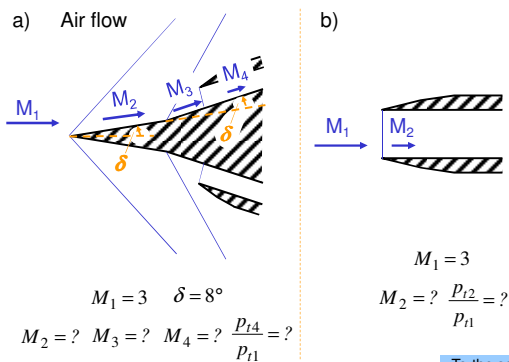 a) Air flow
b)
M₁
M₂
M₃
M₄
δ
δ
M₁
M₂
M₁ = 3 δ = 8°
M₂ = ? M₃ = ? M₄ = ? pₜ₄/pₜ₁ = ?
M₁ = 3
M₂ = ? pₜ₂/pₜ₁ = ?